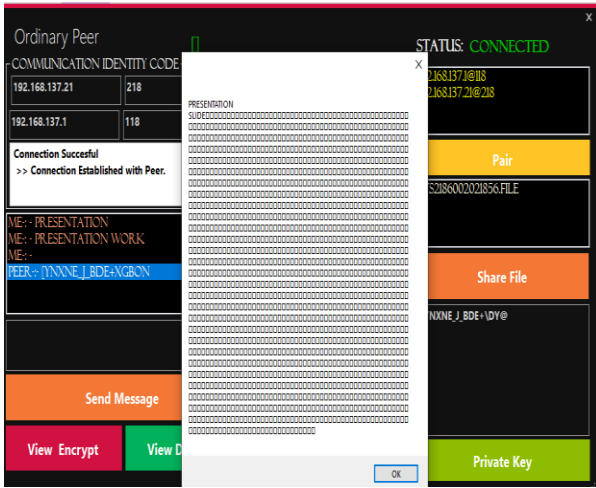 X
Ordinary Peer
[]
STATUS: CONNECTED
COMMUNICATION IDENTITY CODE
X
192.168.137.21
218
2.168.137.1@118
2.168.137.21@218
192.168.137.1
118
PRESENTATION
SLIDE
Connection Succesful
>> Connection Established with Peer.
Pair
S2186002021856.FILE
ME: - PRESENTATION
ME: - PRESENTATION WORK
ME: -
PEER -: [YNXNE_J_BDE+XGBON
Share File
NXNE_J_BDE+\DY@
Send Message
View Encrypt
View D
OK
Private Key